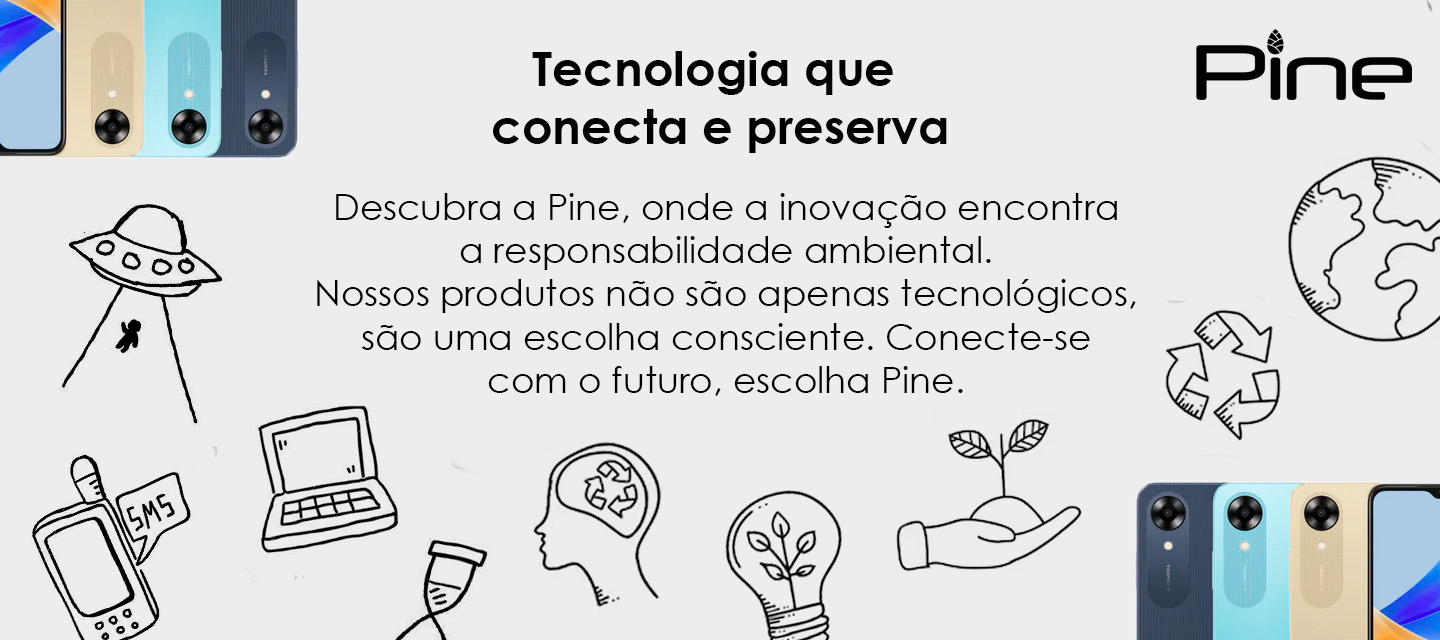 Tecnologia que
conecta e preserva
Pine
Descubra a Pine, onde a inovação encontra
a responsabilidade ambiental.
Nossos produtos não são apenas tecnológicos,
são uma escolha consciente. Conecte-se
com o futuro, escolha Pine.
SMS